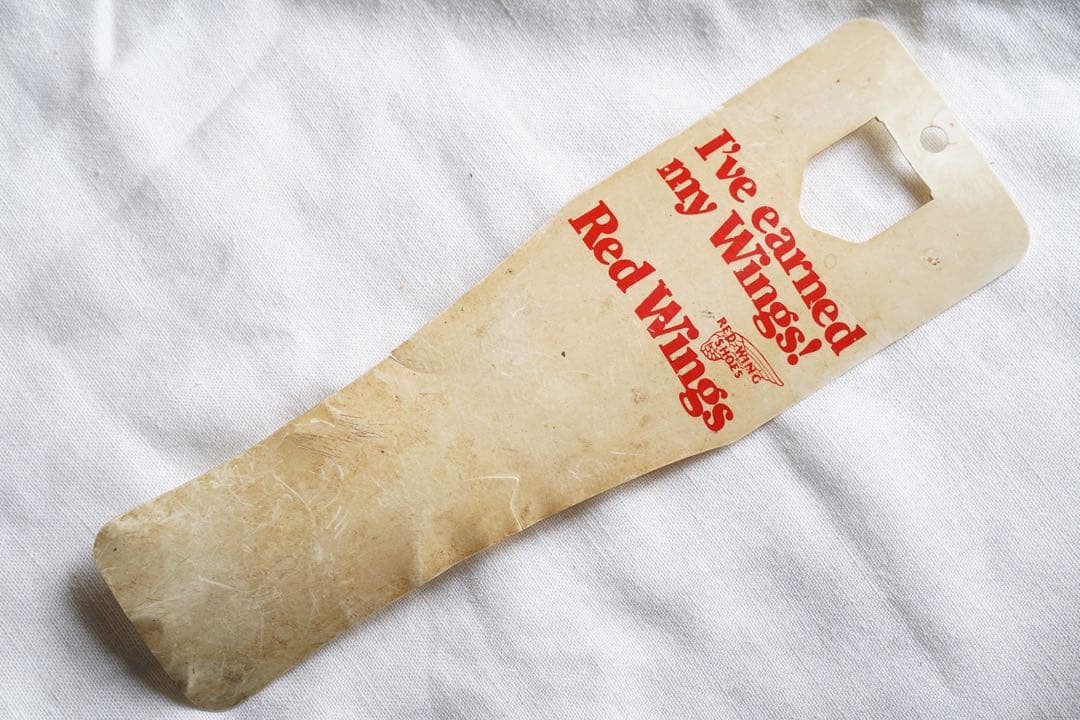 I've earned
my Wings!
Red Wings
RED WING
SHOES